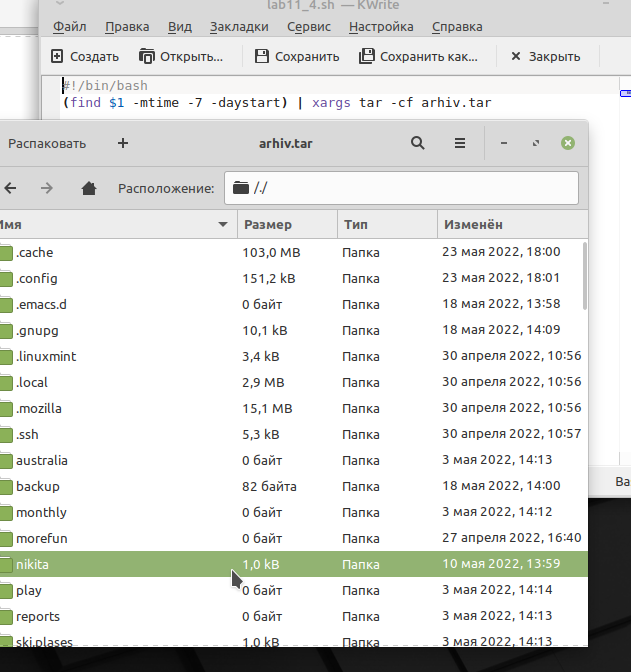 lab11_4.sh — KWrite
Файл Правка Вид Закладки Сервис Настройка Справка
Создать Открыть... Сохранить Сохранить как... Закрыть
#!/bin/bash
(find $1 -mtime -7 -daystart) | xargs tar -cf arhiv.tar
Распаковать + arhiv.tar
Расположение: /./
Имя Размер Тип Изменён
.cache 103,0 MB Папка 23 мая 2022, 18:00
.config 151,2 kB Папка 23 мая 2022, 18:01
.emacs.d 0 байт Папка 18 мая 2022, 13:58
.gnupg 10,1 kB Папка 18 мая 2022, 14:09
.linuxmint 3,4 kB Папка 30 апреля 2022, 10:56
.local 2,9 MB Папка 30 апреля 2022, 10:56
.mozilla 15,1 MB Папка 30 апреля 2022, 10:56
.ssh 5,3 kB Папка 30 апреля 2022, 10:57
australia 0 байт Папка 3 мая 2022, 14:13
backup 82 байта Папка 18 мая 2022, 14:00
monthly 0 байт Папка 3 мая 2022, 14:12
morefun 0 байт Папка 27 апреля 2022, 16:40
nikita 1,0 kB Папка 10 мая 2022, 13:59
play 0 байт Папка 3 мая 2022, 14:14
reports 0 байт Папка 3 мая 2022, 14:13
ski.plases 1,0 kB Папка 3 мая 2022, 14:13